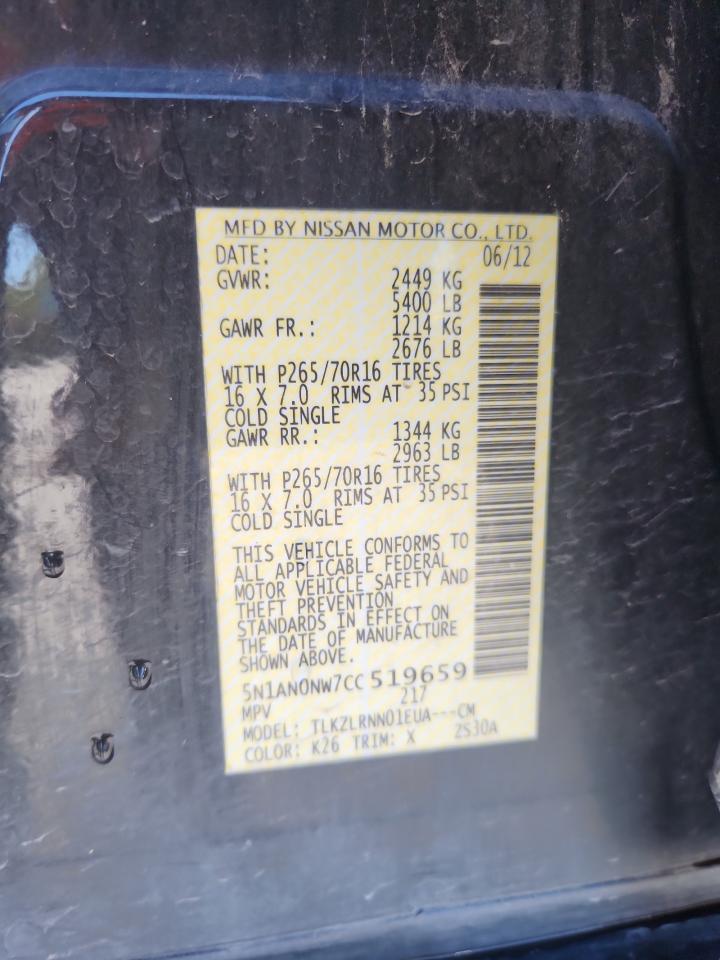 MFD BY NISSAN MOTOR CO., LTD.
DATE: 06/12
GVWR: 2449 KG
5400 LB
GAWR FR.: 1214 KG
2676 LB
WITH P265/70R16 TIRES
16 X 7.0 RIMS AT 35 PSI
COLD SINGLE
GAWR RR.: 1344 KG
2963 LB
WITH P265/70R16 TIRES
16 X 7.0 RIMS AT 35 PSI
COLD SINGLE
THIS VEHICLE CONFORMS TO
ALL APPLICABLE FEDERAL
MOTOR VEHICLE SAFETY AND
THEFT PREVENTION
STANDARDS IN EFFECT ON
THE DATE OF MANUFACTURE
SHOWN ABOVE.
5N1AN0NW7CC519659
MPV 217
MODEL: TLKZLRNN01EUA---CM
COLOR: K26 TRIM: X ZS30A